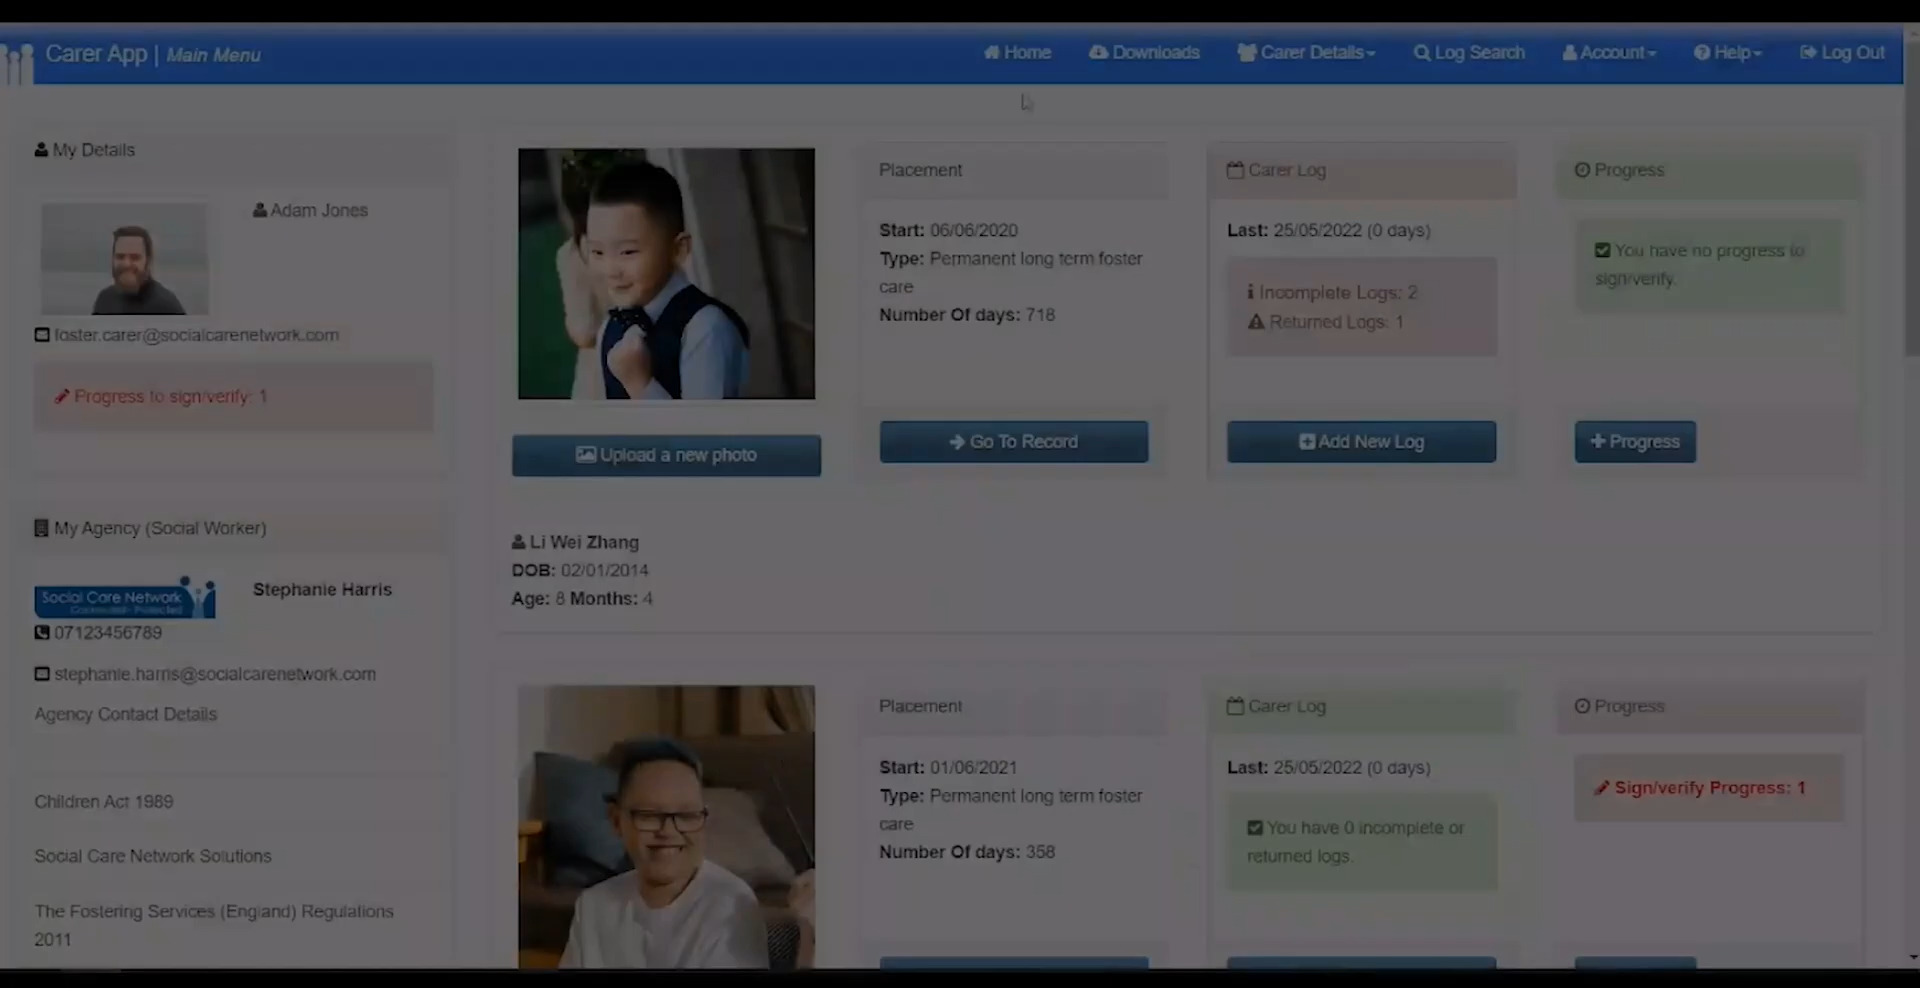 Carer App | Main Menu
Home
Downloads
Carer Details
Log Search
Account
Help
Log Out
My Details
Adam Jones
foster.carer@socialcarenetwork.com
Progress to sign/verify: 1
My Agency (Social Worker)
Social Care Network
Stephanie Harris
07123456789
stephanie.harris@socialcarenetwork.com
Agency Contact Details
Children Act 1989
Social Care Network Solutions
The Fostering Services (England) Regulations
2011
Upload a new photo
Li Wei Zhang
DOB: 02/01/2014
Age: 8 Months: 4
Placement
Start: 06/06/2020
Type: Permanent long term foster
care
Number Of days: 718
Go To Record
Carer Log
Last: 25/05/2022 (0 days)
Incomplete Logs: 2
Returned Logs: 1
Add New Log
Progress
You have no progress to
sign/verify.
Progress
Placement
Start: 01/06/2021
Type: Permanent long term foster
care
Number Of days: 358
Carer Log
Last: 25/05/2022 (0 days)
You have 0 incomplete or
returned logs.
Progress
Sign/verify Progress: 1